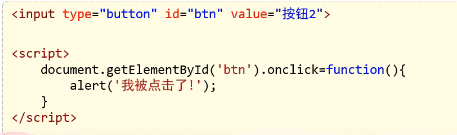 <input type="button" id="btn" value="按钮2">
<script>
    document.getElementById('btn').onclick=function(){
        alert('我被点击了!');
    }
</script>